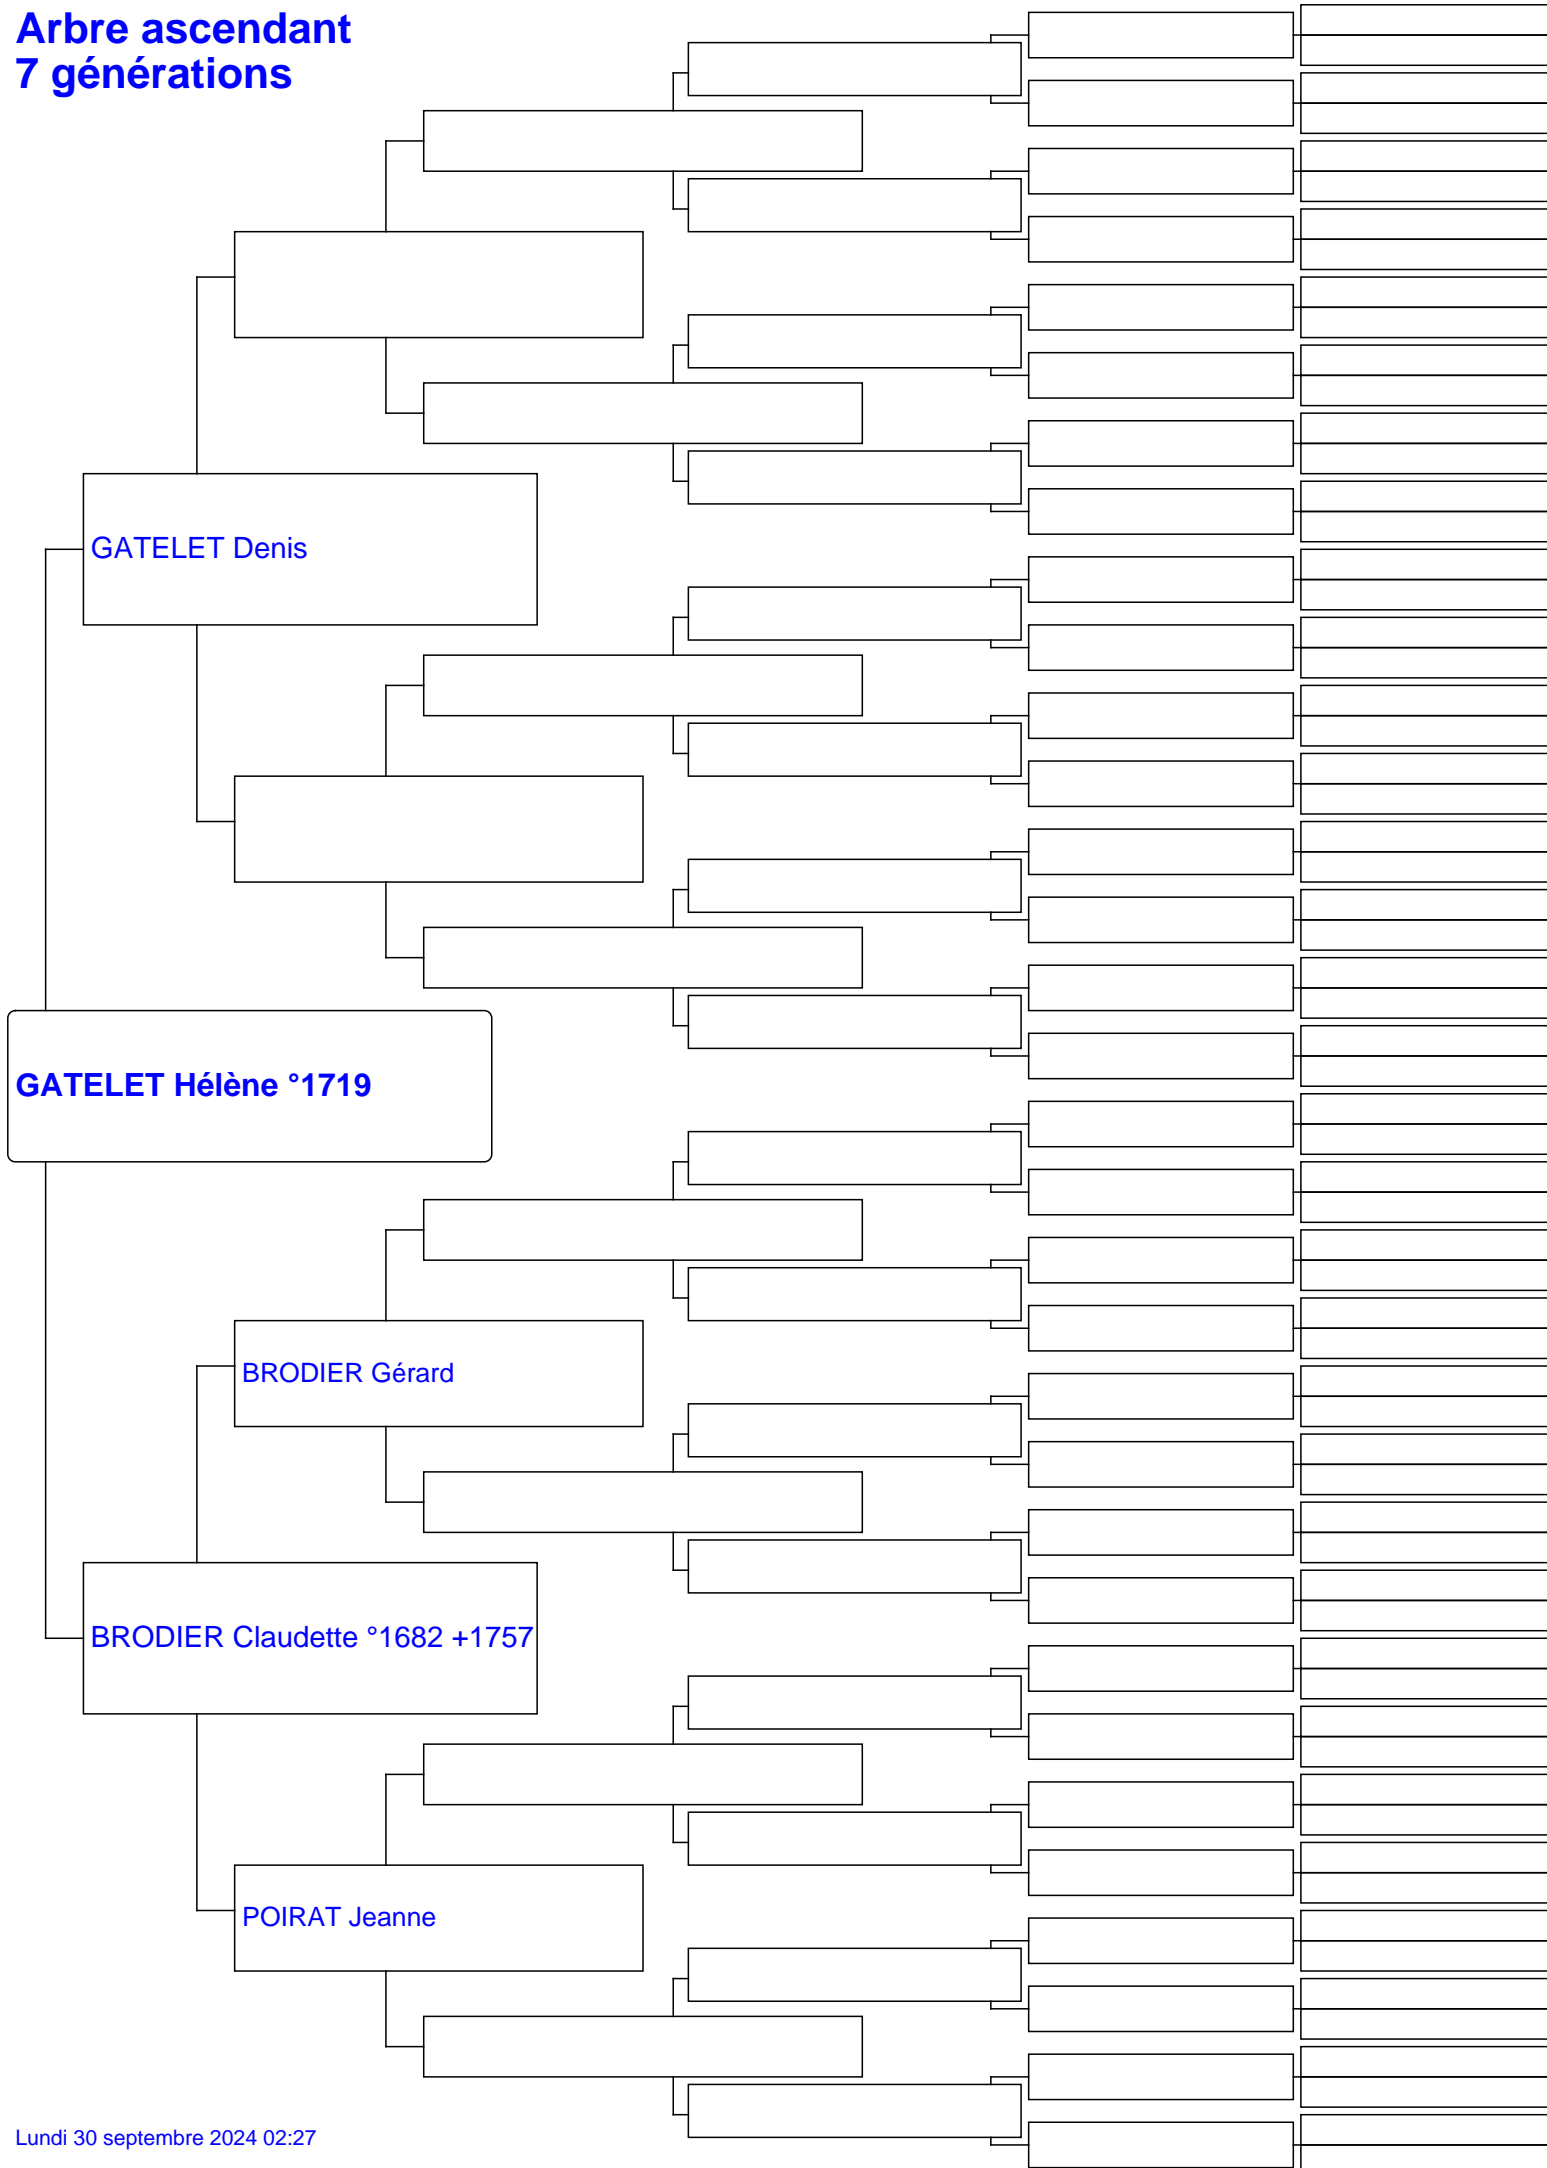 Arbre ascendant
7 générations
GATELET Denis
GATELET Hélène °1719
BRODIER Gérard
BRODIER Claudette °1682 +1757
POIRAT Jeanne
Lundi 30 septembre 2024 02:27